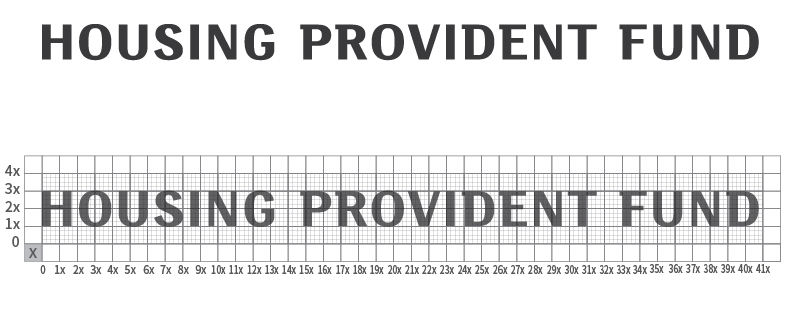 HOUSING PROVIDENT FUND
4x
3x
HOUSING PROVIDENT FUND
2x
1x
0
X
0 1x 2x 3x 4x 5x 6x 7x 8x 9x 10x 11x 12x 13x 14x 15x 16x 17x 18x 19x 20x 21x 22x 23x 24x 25x 26x 27x 28x 29x 30x 31x 32x 33x 34x 35x 36x 37x 38x 39x 40x 41x